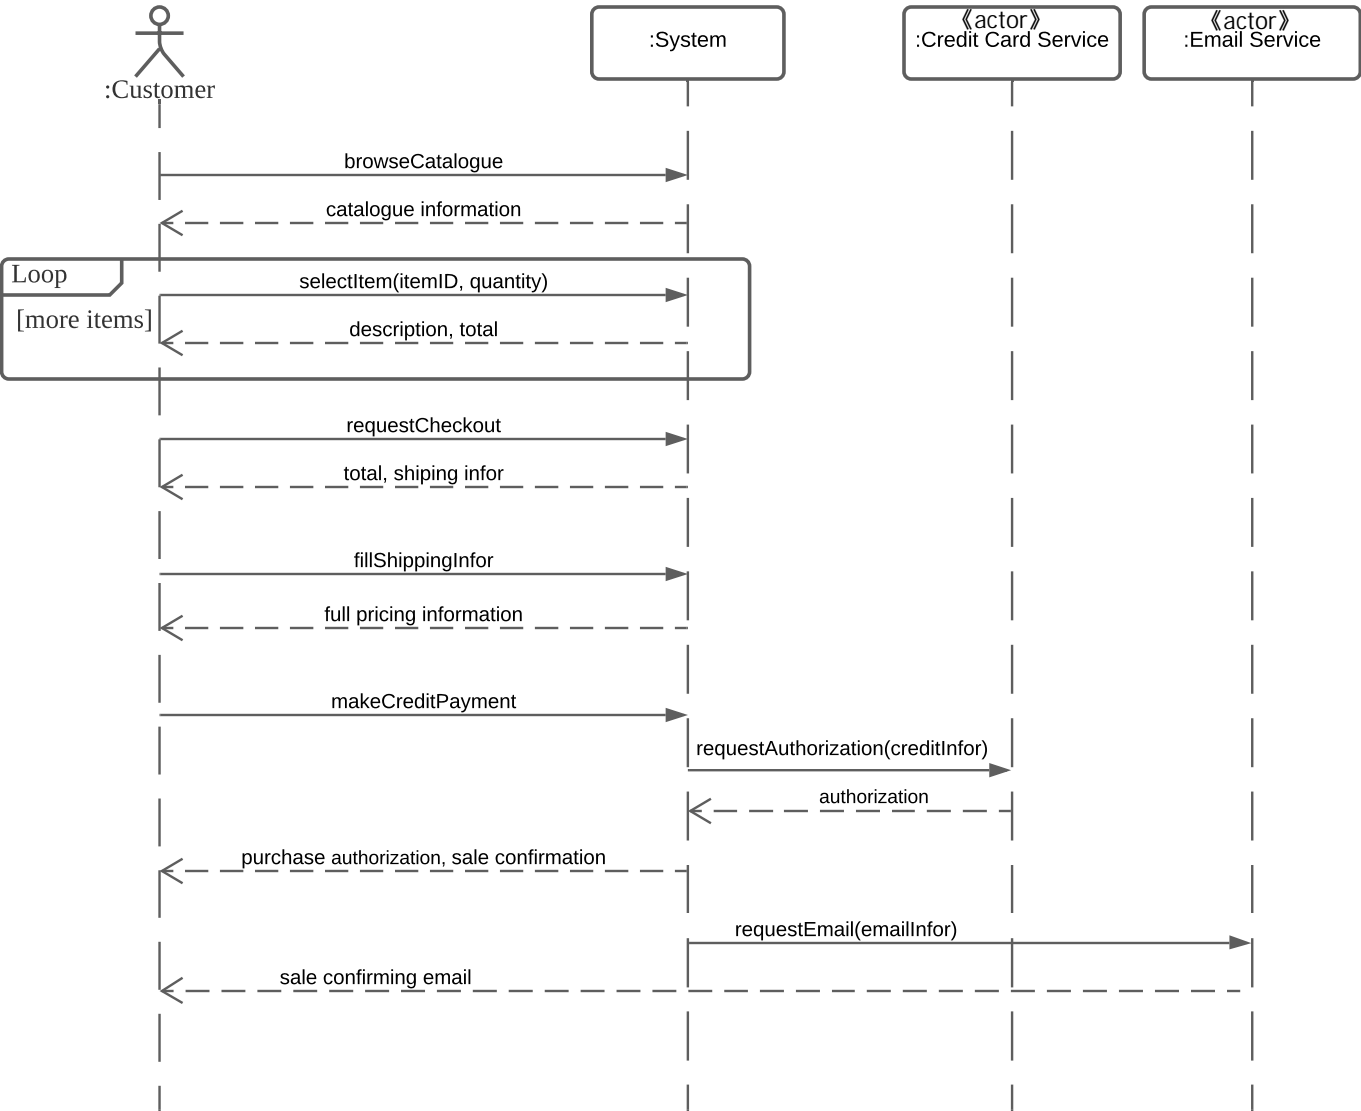 :Customer
:System
《actor》
:Credit Card Service
《actor》
:Email Service
browseCatalogue
catalogue information
Loop
[more items]
selectItem(itemID, quantity)
description, total
requestCheckout
total, shiping infor
fillShippingInfor
full pricing information
makeCreditPayment
requestAuthorization(creditInfor)
authorization
purchase authorization, sale confirmation
requestEmail(emailInfor)
sale confirming email